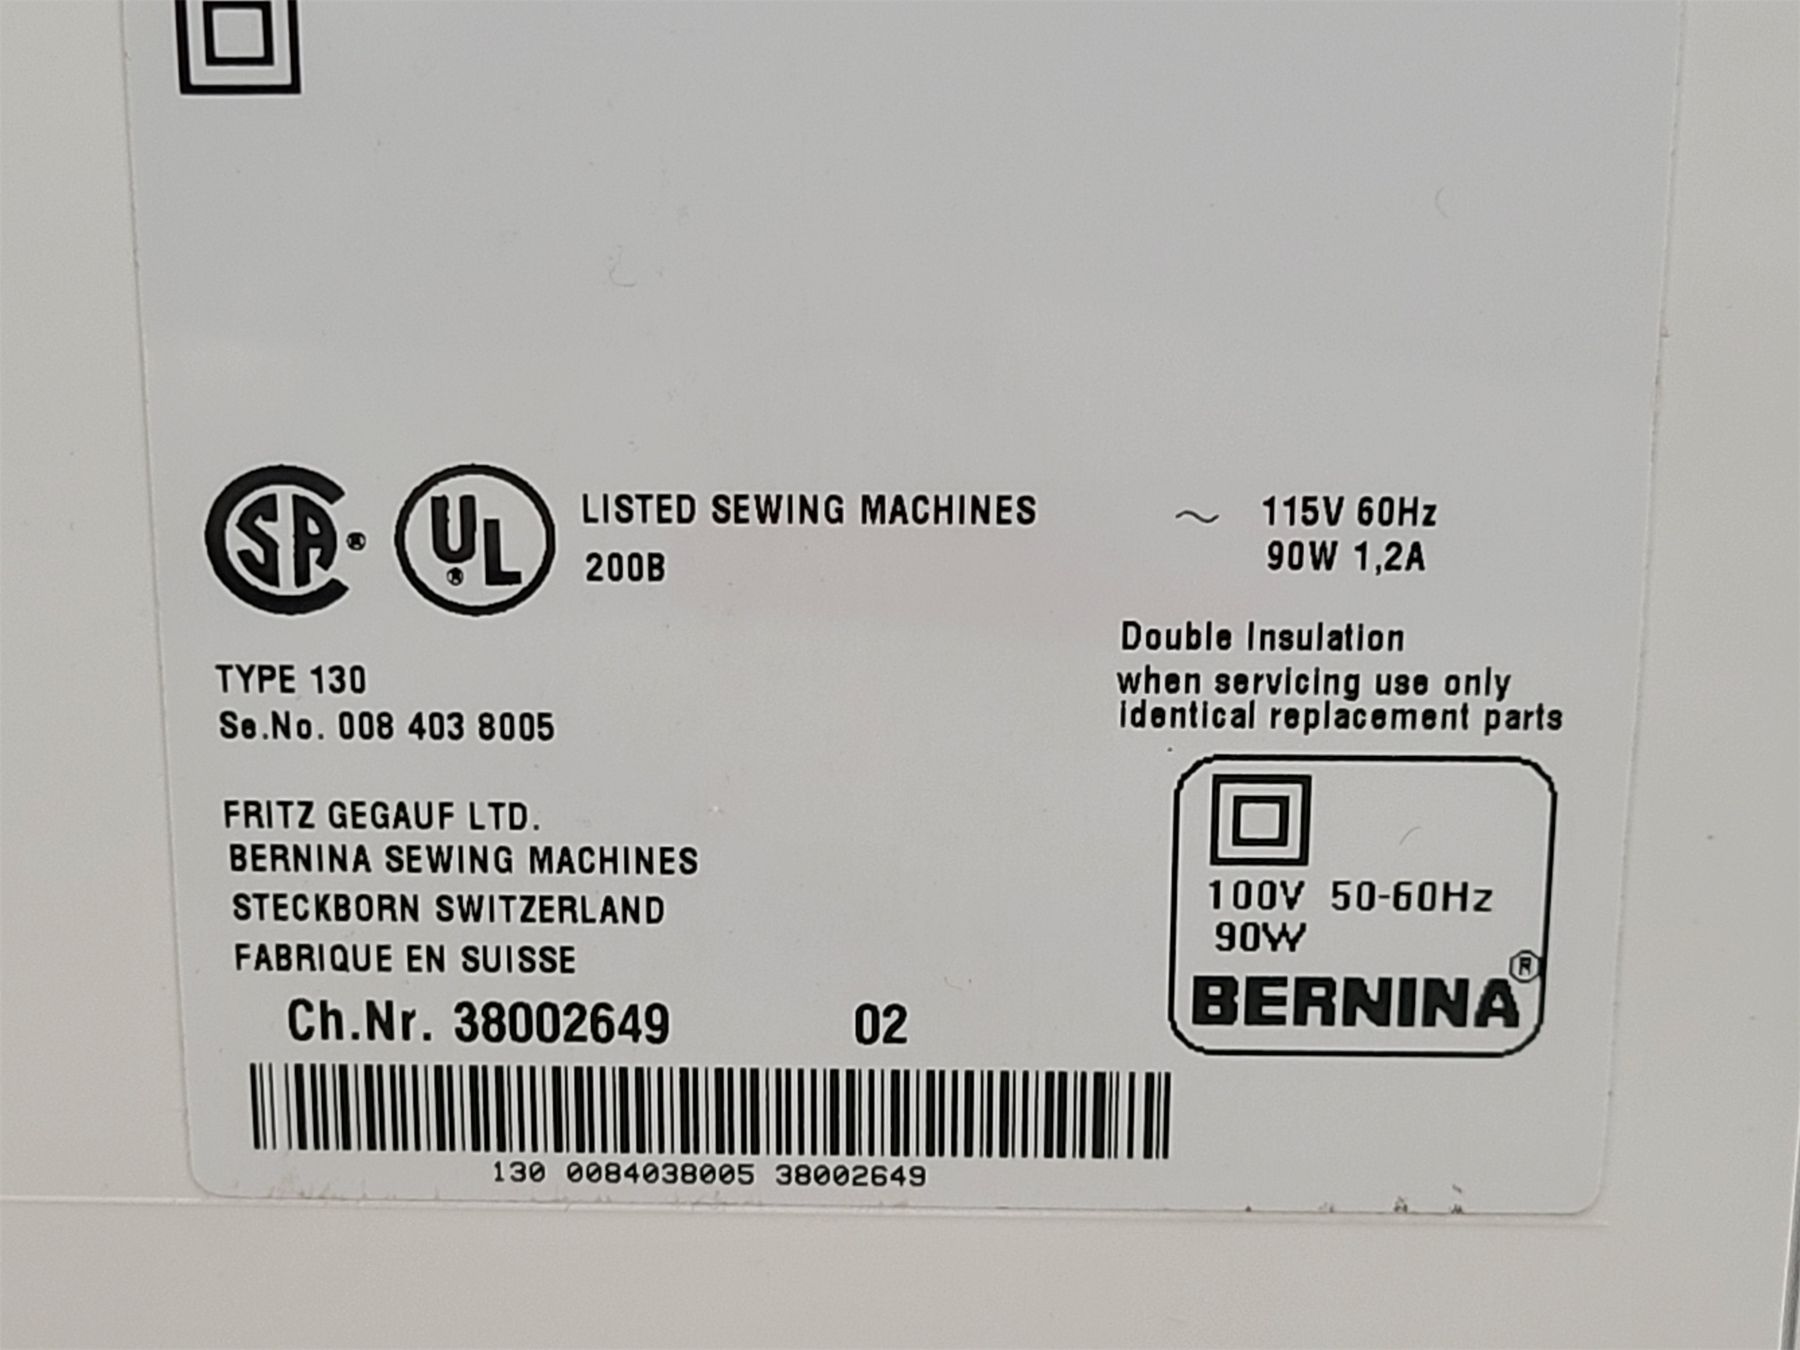 CSA® UL® LISTED SEWING MACHINES
200B
~ 115V 60Hz
90W 1,2A
Double Insulation
when servicing use only
identical replacement parts
TYPE 130
Se.No. 008 403 8005
FRITZ GEGAUF LTD.
BERNINA SEWING MACHINES
STECKBORN SWITZERLAND
FABRIQUE EN SUISSE
100V 50-60Hz
90W
BERNINA®
Ch.Nr. 38002649 02
130 0084038005 38002649